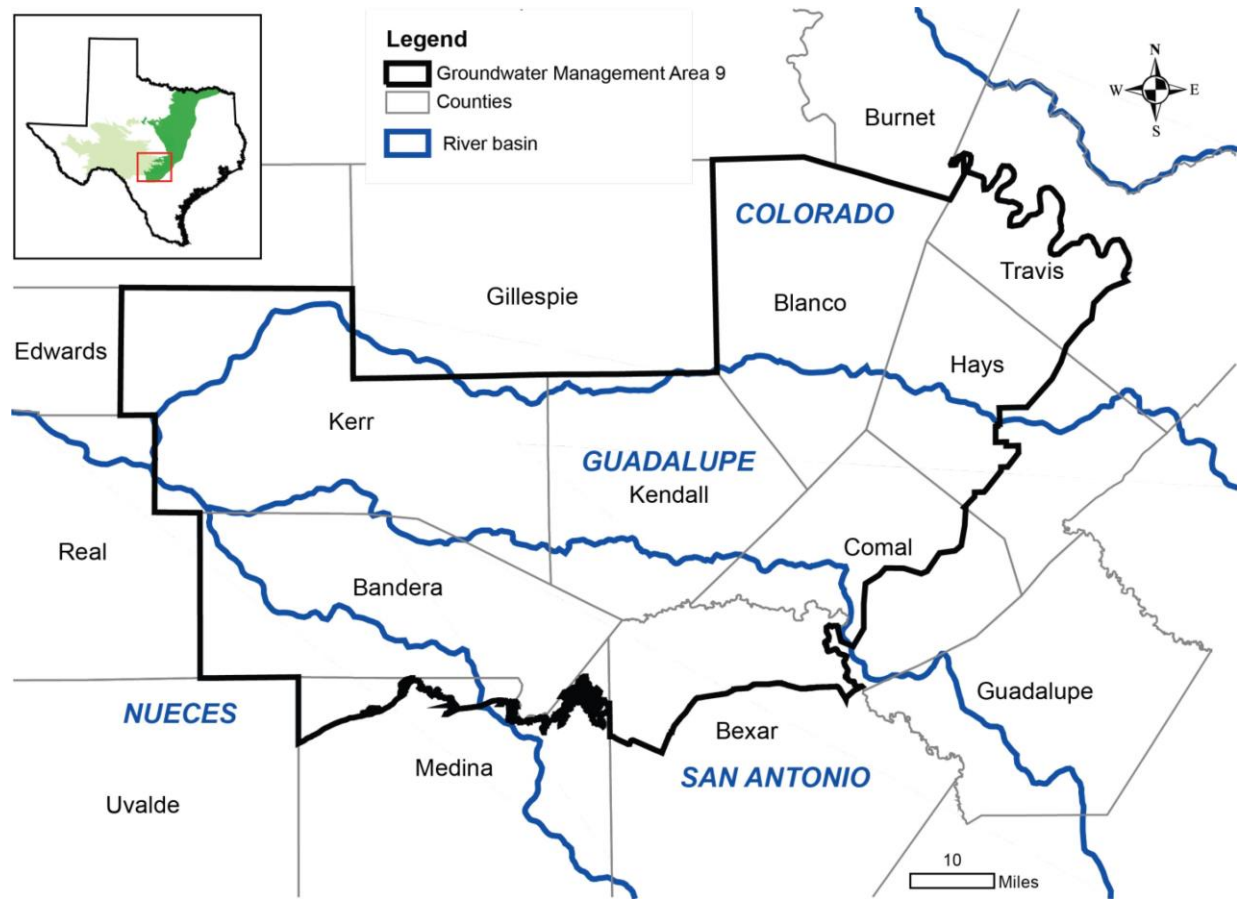 Legend
Groundwater Management Area 9
Counties
River basin
N
W E
S
Burnet
COLORADO
Travis
Gillespie
Blanco
Edwards
Hays
Kerr
GUADALUPE
Kendall
Real
Comal
Bandera
NUECES
Guadalupe
Bexar
Medina
SAN ANTONIO
Uvalde
10
Miles